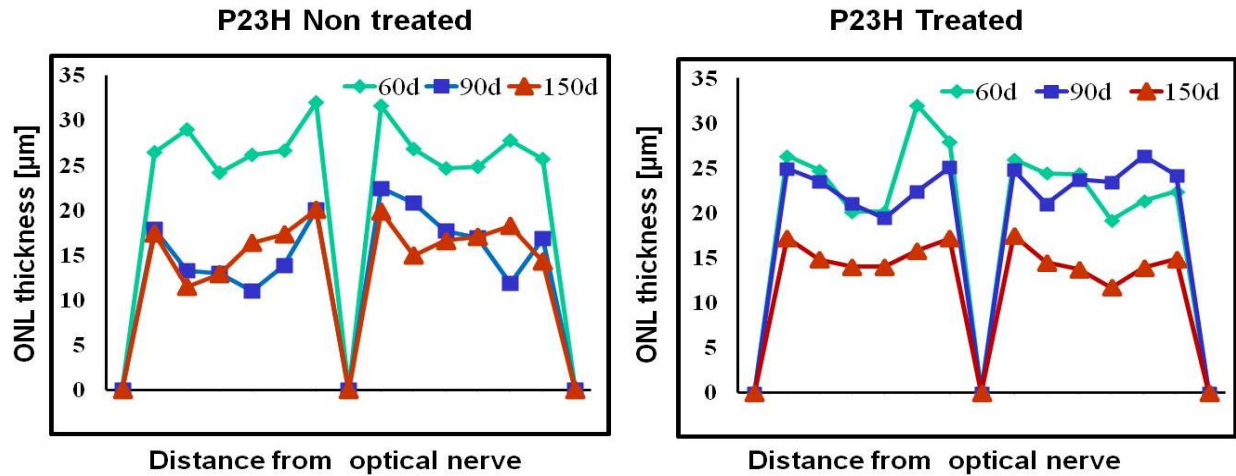 P23H Non treated
35
30
25
20
15
10
5
0
ONL thickness [µm]
60d 90d 150d
Distance from optical nerve
P23H Treated
35
30
25
20
15
10
5
0
ONL thickness [µm]
60d 90d 150d
Distance from optical nerve